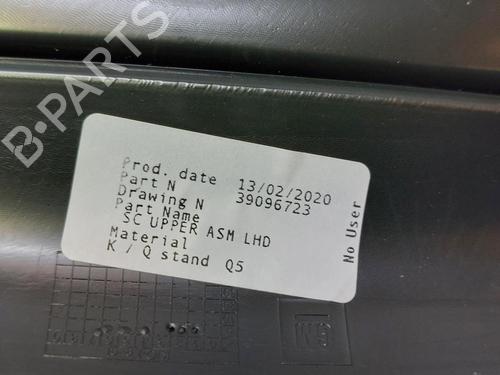 B-PARTS
Prod. date 13/02/2020
Part N 39096723
Drawing N
Part Name
SC UPPER ASM LHD
Material
K / Q stand Q5
No User
GM